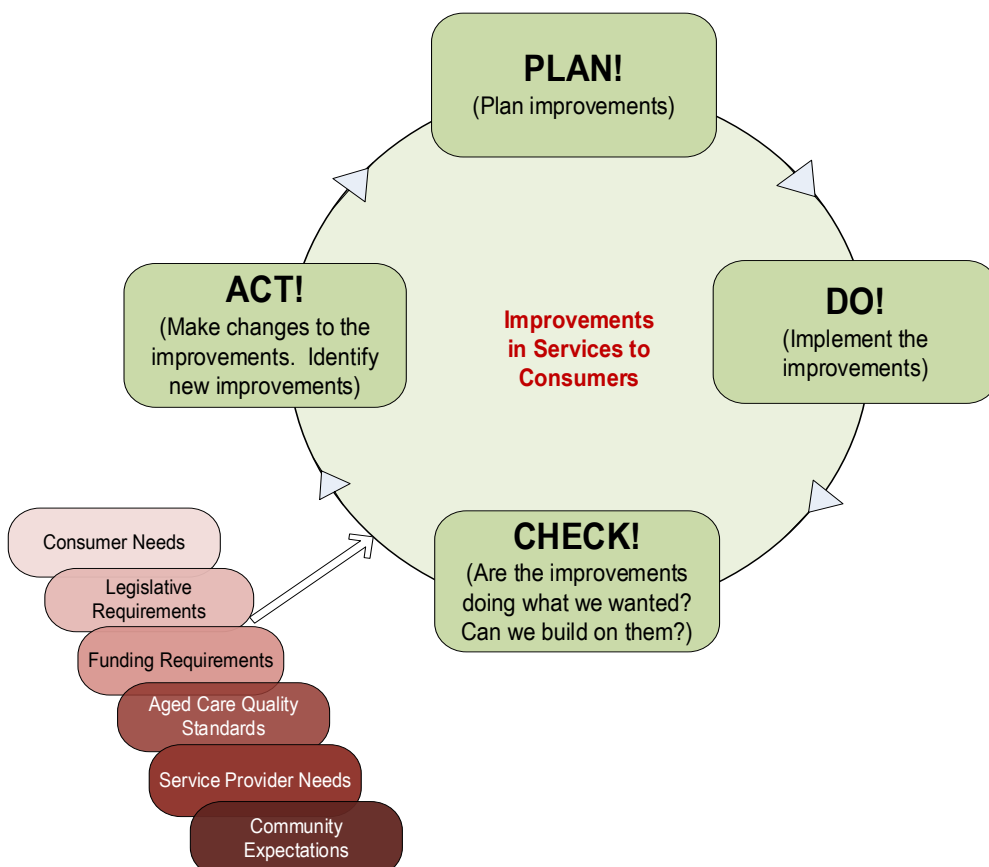 PLAN!
(Plan improvements)
ACT!
(Make changes to the
improvements.  Identify
new improvements)
Improvements
in Services to
Consumers
DO!
(Implement the
improvements)
CHECK!
(Are the improvements
doing what we wanted?
Can we build on them?)
Consumer Needs
Legislative
Requirements
Funding Requirements
Aged Care Quality
Standards
Service Provider Needs
Community
Expectations